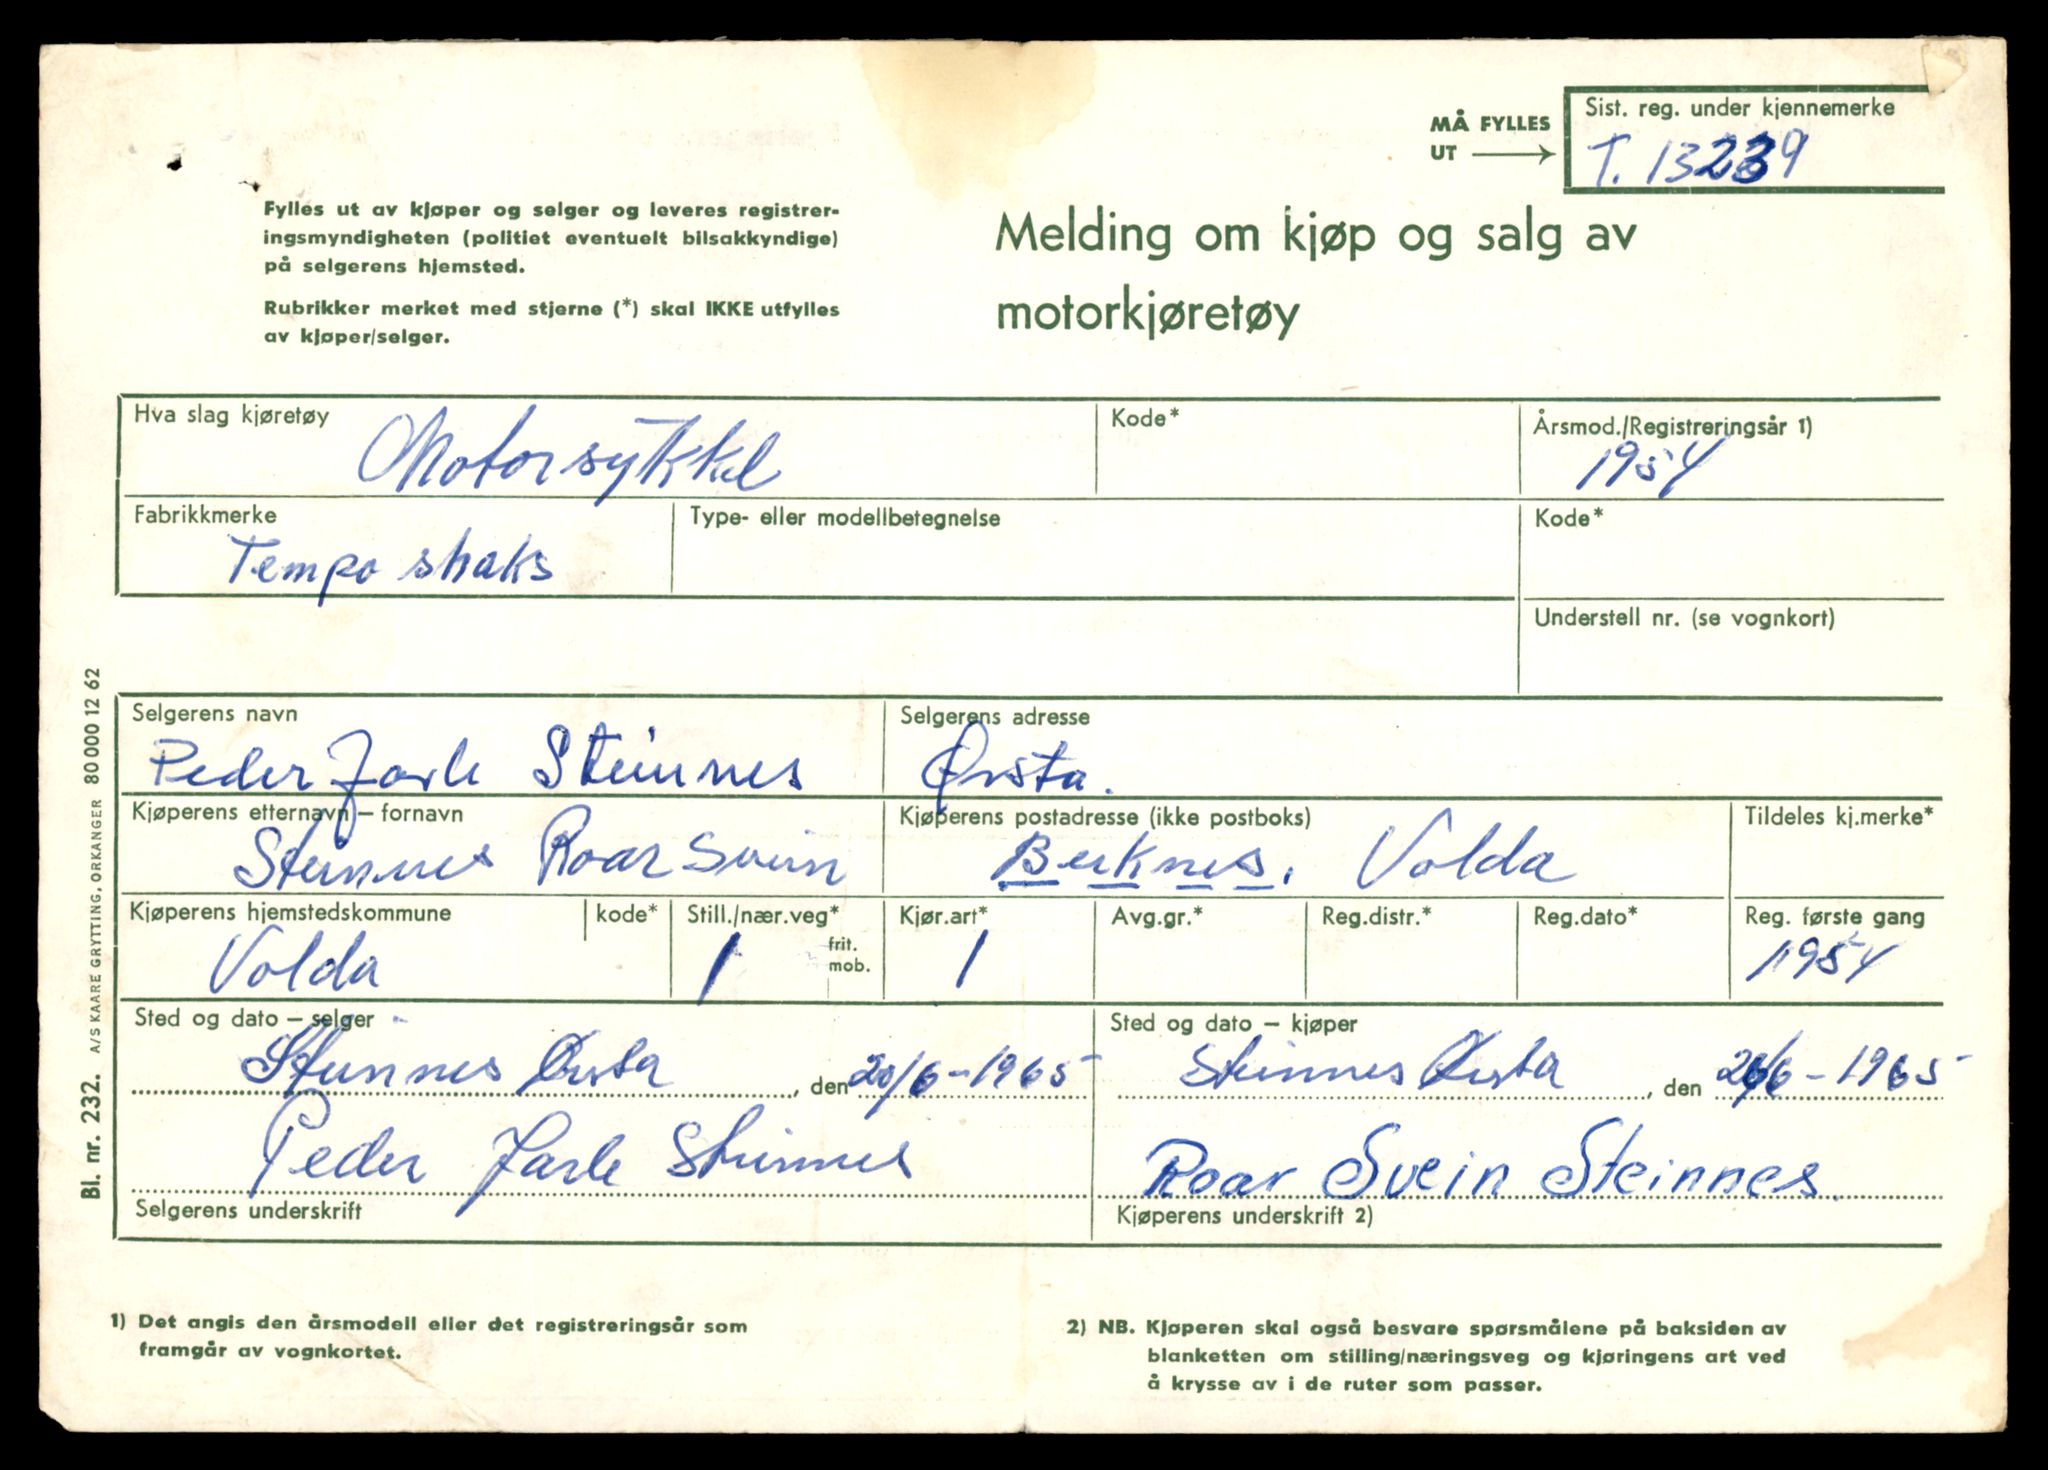 MÅ FYLLES
UT
Sist. reg. under kjennemerke
T. 13239
Fylles ut av kjøper og selger og leveres registrer-
ingsmyndigheten (politiet eventuelt bilsakkyndige)
på selgerens hjemsted.
Rubrikker merket med stjerne (*) skal IKKE utfylles
av kjøper/selger.
Melding om kjøp og salg av
motorkjøretøy
Hva slag kjøretøy
Motorsykkel
Kode*
Årsmod./Registreringsår 1)
1954
Fabrikkmerke
Tempo shaks
Type- eller modellbetegnelse
Kode*
Understell nr. (se vognkort)
Selgerens navn
Peder Jarle Steinnes
Selgerens adresse
Ørsta.
Kjøperens etternavn – fornavn
Steinnes Roar Svein
Kjøperens postadresse (ikke postboks)
Berknes. Volda
Tildeles kj.merke*
Kjøperens hjemstedskommune
Volda
kode*
Still./nær.veg*
1
frit.
mob.
Kjør.art*
1
Avg.gr.*
Reg.distr.*
Reg.dato*
Reg. første gang
1954
Sted og dato – selger
Steinnes Ørsta, den 20/6-1965
Peder Jarle Steinnes
Selgerens underskrift
Sted og dato – kjøper
Steinnes Ørsta, den 20/6-1965
Roar Svein Steinnes
Kjøperens underskrift 2)
1) Det angis den årsmodell eller det registreringsår som
framgår av vognkortet.
2) NB. Kjøperen skal også besvare spørsmålene på baksiden av
blanketten om stilling/næringsveg og kjøringens art ved
å krysse av i de ruter som passer.
Bl. nr. 232. A/S KAARE GRYTTING, ORKANGER 80 000 12 62